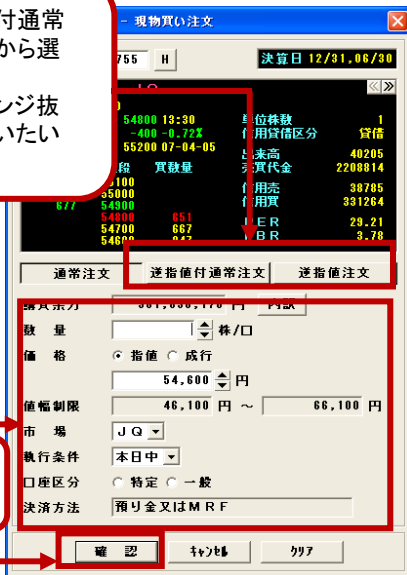 付通常
から選
ンジ抜
いたい
- 現物買い注文
755 H 決算日 12/31,06/30
J Q
54800 13:30 単位株数 1
-400 -0.72% 信用貸借区分 貸借
55200 07-04-05
出来高 40205
段 買数量 売買代金 2208814
55000 信用売 38785
677 54900 信用買 331264
54800 651
54700 667 PER 29.21
54600 PBR 3.78
通常注文 逆指値付通常注文 逆指値注文
円 内訳
数 量 株/口
価 格 指値 成行
54,600 円
値幅制限 46,100 円 ～ 66,100 円
市 場 JQ
執行条件 本日中
口座区分 特定 一般
決済方法 預り金又はMRF
確 認 キャンセル クリア